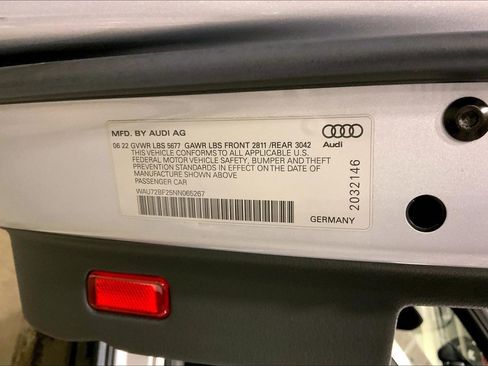 MFD. BY AUDI AG
Audi
06 22 GVWR LBS 5677 GAWR LBS FRONT 2811 /REAR 3042
THIS VEHICLE CONFORMS TO ALL APPLICABLE U.S.
FEDERAL MOTOR VEHICLE SAFETY, BUMPER AND THEFT
PREVENTION STANDARDS IN EFFECT ON THE DATE OF
MANUFACTURE SHOWN ABOVE
PASSENGER CAR
WAU72BF25NN065267
2032146
GERMANY